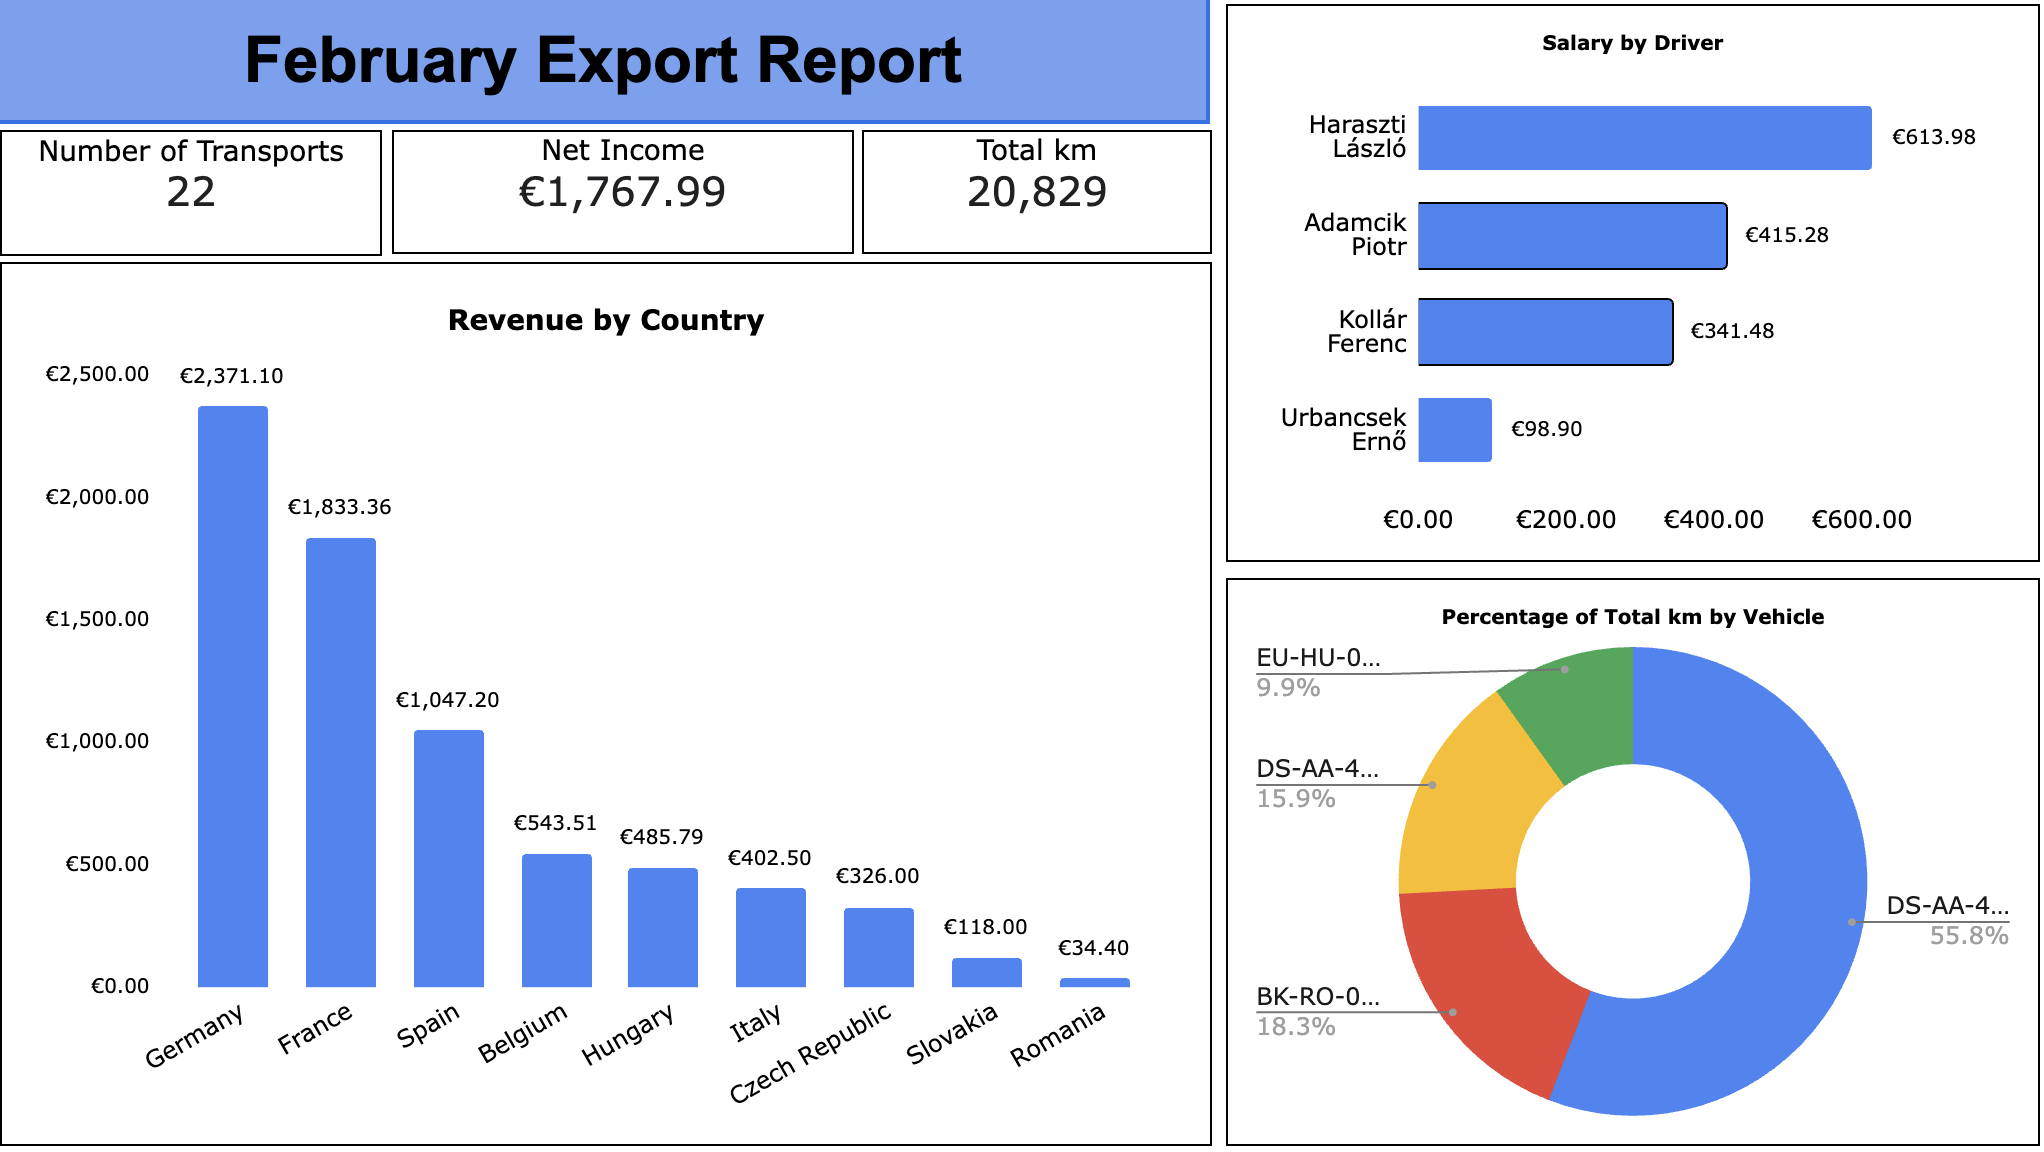 February Export Report
Number of Transports
22
Net Income
€1,767.99
Total km
20,829
Revenue by Country
€2,500.00
€2,000.00
€1,500.00
€1,000.00
€500.00
€0.00
€2,371.10
€1,833.36
€1,047.20
€543.51
€485.79
€402.50
€326.00
€118.00
€34.40
Germany
France
Spain
Belgium
Hungary
Italy
Czech Republic
Slovakia
Romania
Salary by Driver
Haraszti
László
€613.98
Adamcik
Piotr
€415.28
Kollár
Ferenc
€341.48
Urbancsek
Ernő
€98.90
€0.00
€200.00
€400.00
€600.00
Percentage of Total km by Vehicle
EU-HU-0...
9.9%
DS-AA-4...
15.9%
DS-AA-4...
55.8%
BK-RO-0...
18.3%